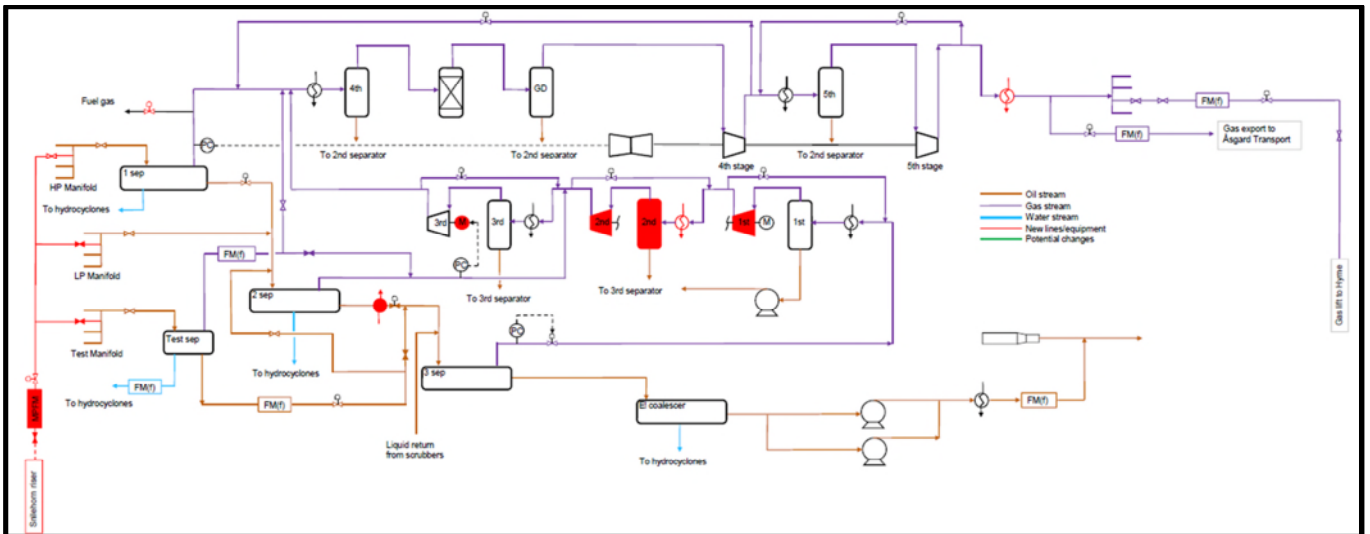 Fuel gas
4th
GD
5th
FM(f)
FM(f)
Gas export to
Åsgard Transport
PC
To 2nd separator
To 2nd separator
4th stage
To 2nd separator
5th stage
1 sep
HP Manifold
To hydrocyclones
3rd
M
3rd
2nd
2nd
1st
M
1st
Oil stream
Gas stream
Water stream
New lines/equipment
Potential changes
LP Manifold
FM(f)
PC
To 3rd separator
To 3rd separator
2 sep
Gas lift to Hyme
Test Manifold
Test sep
PC
To hydrocyclones
3 sep
FM(f)
To hydrocyclones
FM(f)
El coalescer
FM(f)
MPFM
Liquid return
from scrubbers
To hydrocyclones
Snilehorn riser